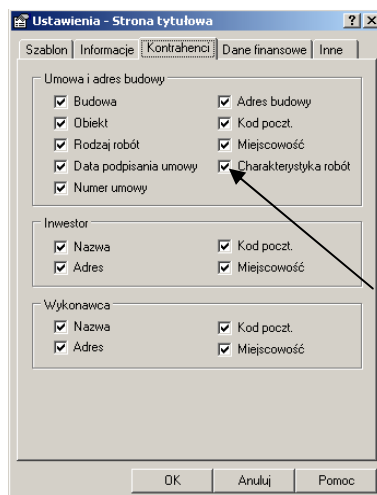 Ustawienia - Strona tytułowa
Szablon Informacje Kontrahenci Dane finansowe Inne
Umowa i adres budowy
Budowa Adres budowy
Obiekt Kod poczt.
Rodzaj robót Miejscowość
Data podpisania umowy Charakterystyka robót
Numer umowy
Inwestor
Nazwa Kod poczt.
Adres Miejscowość
Wykonawca
Nazwa Kod poczt.
Adres Miejscowość
OK Anuluj Pomoc